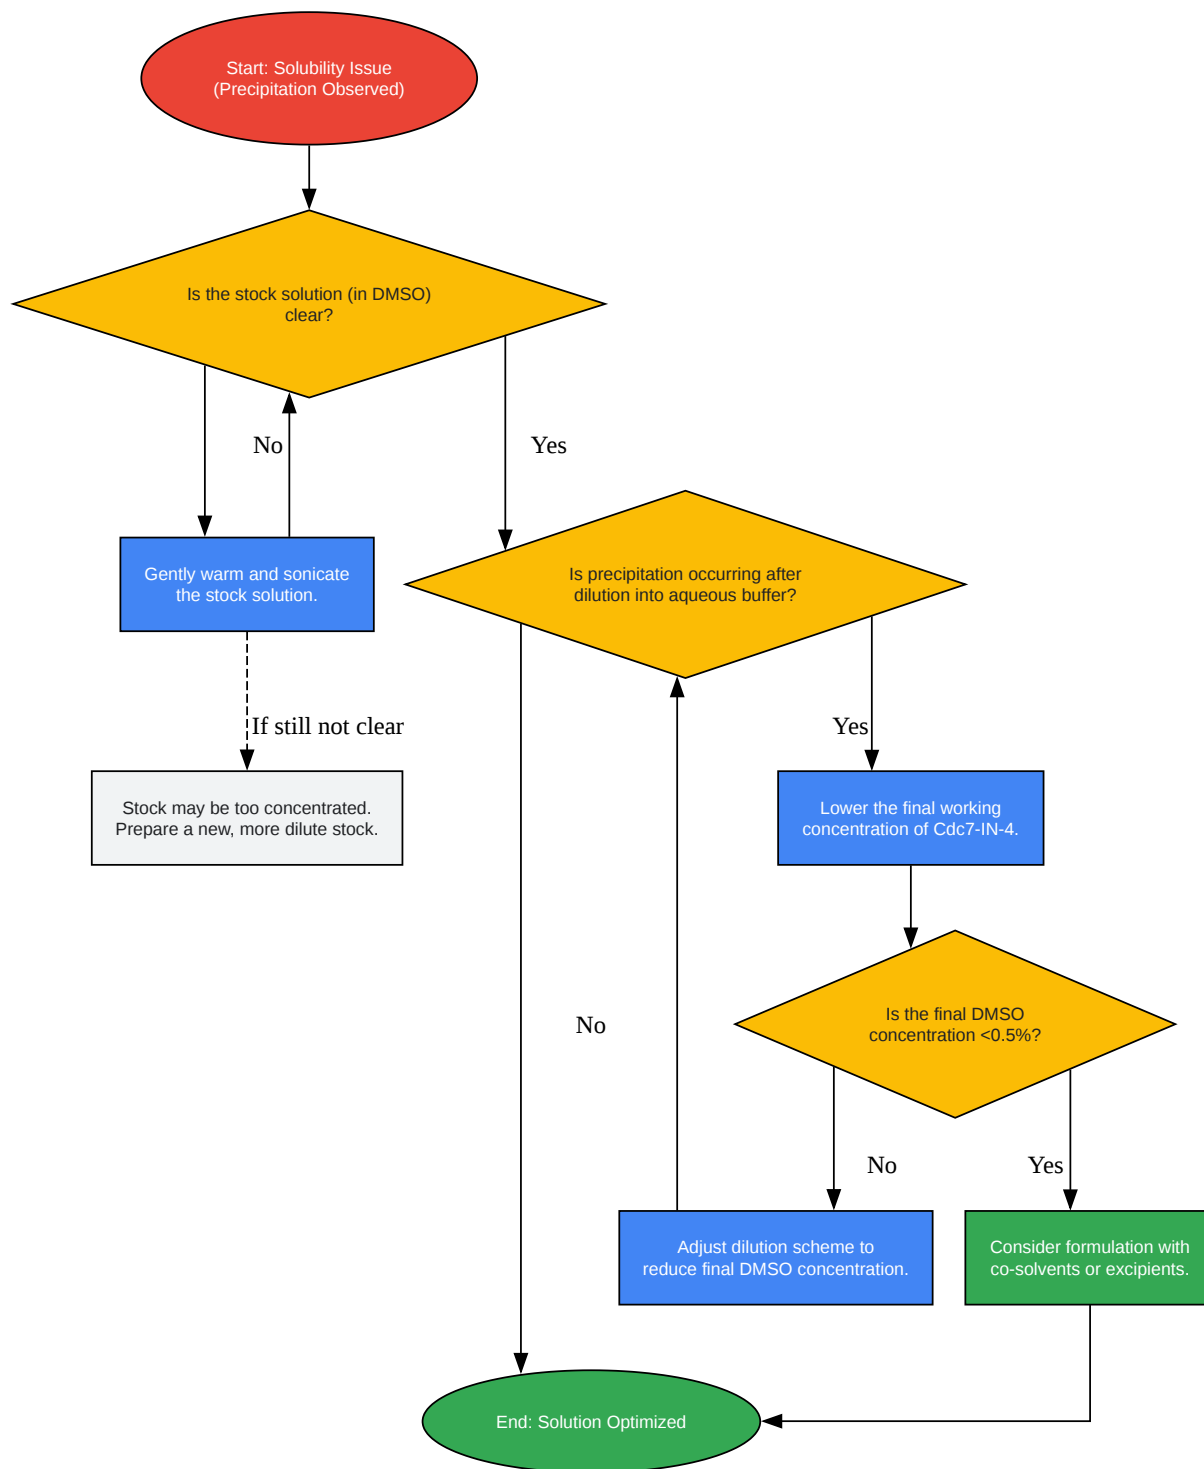 Start: Solubility Issue
(Precipitation Observed)
Is the stock solution (in DMSO)
clear?
No
Yes
Gently warm and sonicate
the stock solution.
Is precipitation occurring after
dilution into aqueous buffer?
If still not clear
Yes
Stock may be too concentrated.
Prepare a new, more dilute stock.
Lower the final working
concentration of Cdc7-IN-4.
No
Is the final DMSO
concentration <0.5%?
No
Yes
Adjust dilution scheme to
reduce final DMSO concentration.
Consider formulation with
co-solvents or excipients.
End: Solution Optimized